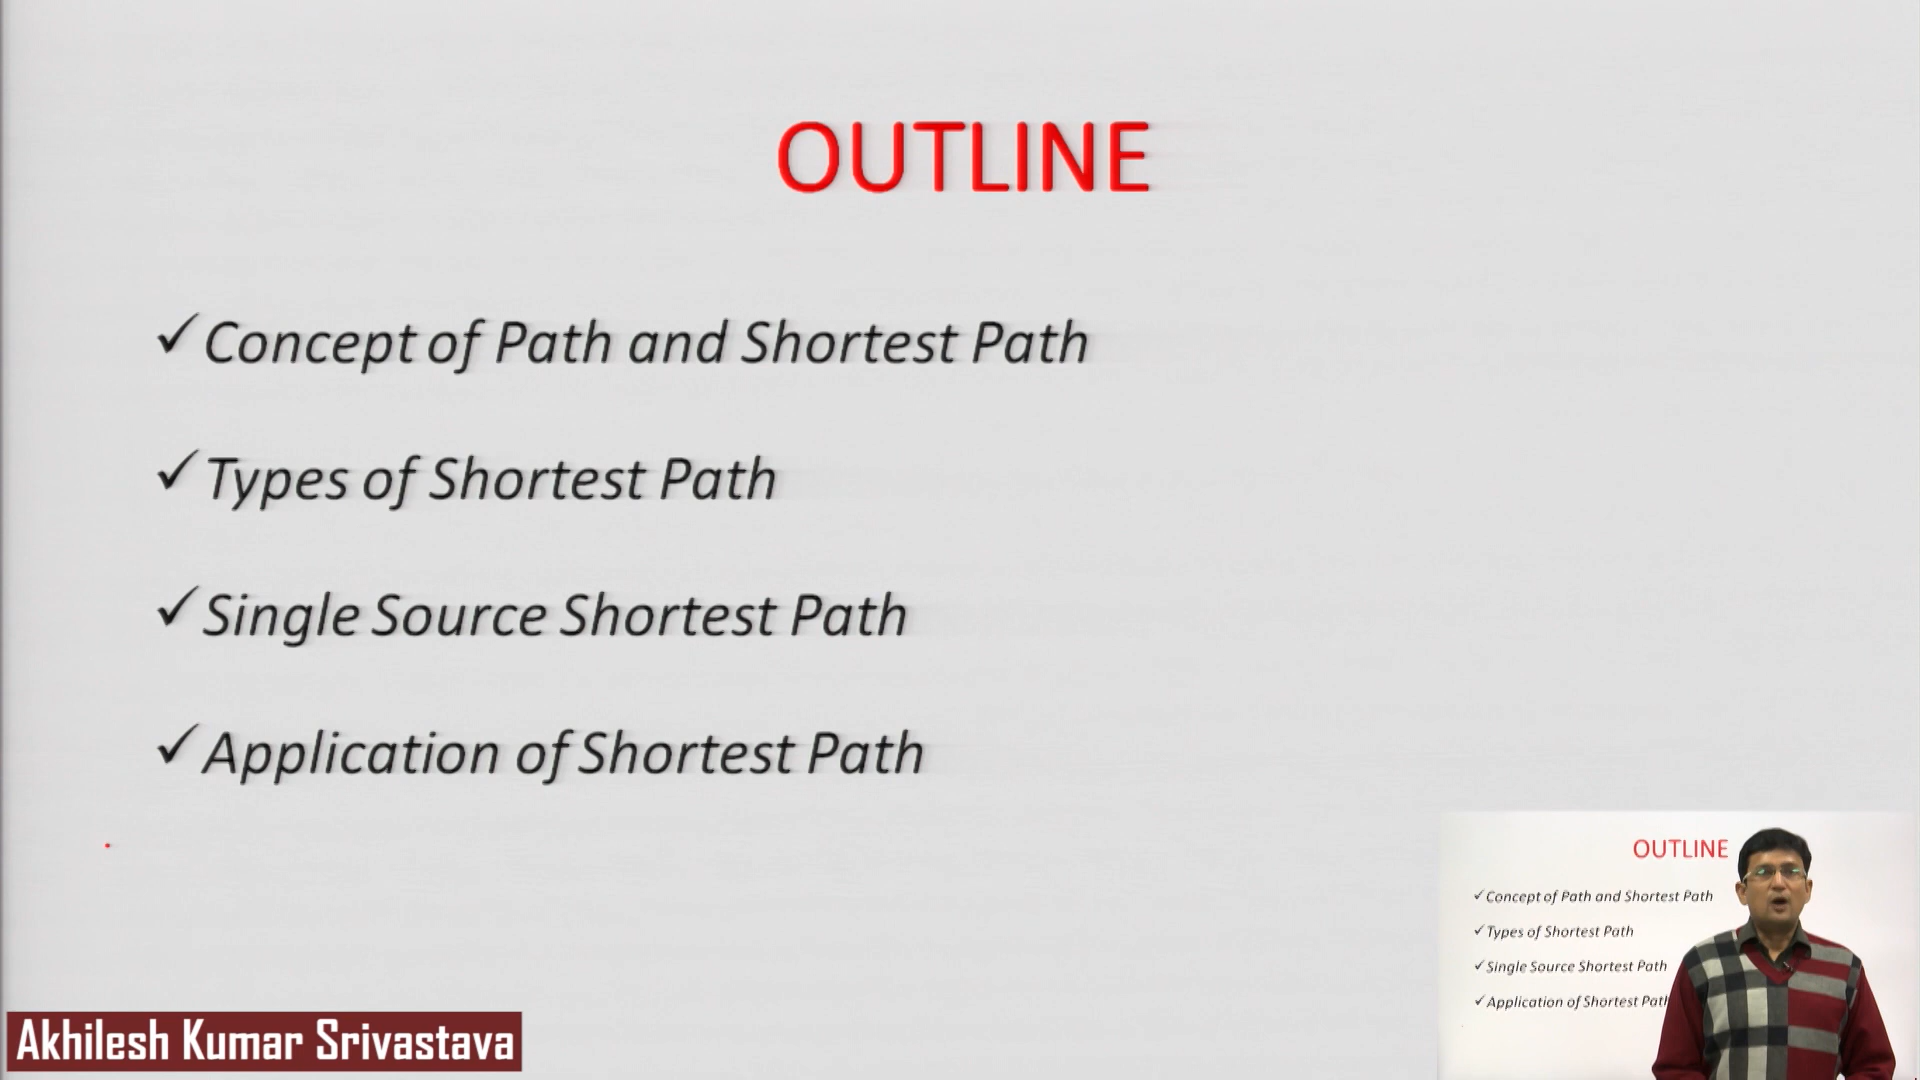 OUTLINE
✓Concept of Path and Shortest Path
✓Types of Shortest Path
✓Single Source Shortest Path
✓Application of Shortest Path
OUTLINE
✓Concept of Path and Shortest Path
✓Types of Shortest Path
✓Single Source Shortest Path
✓Application of Shortest Path
Akhilesh Kumar Srivastava